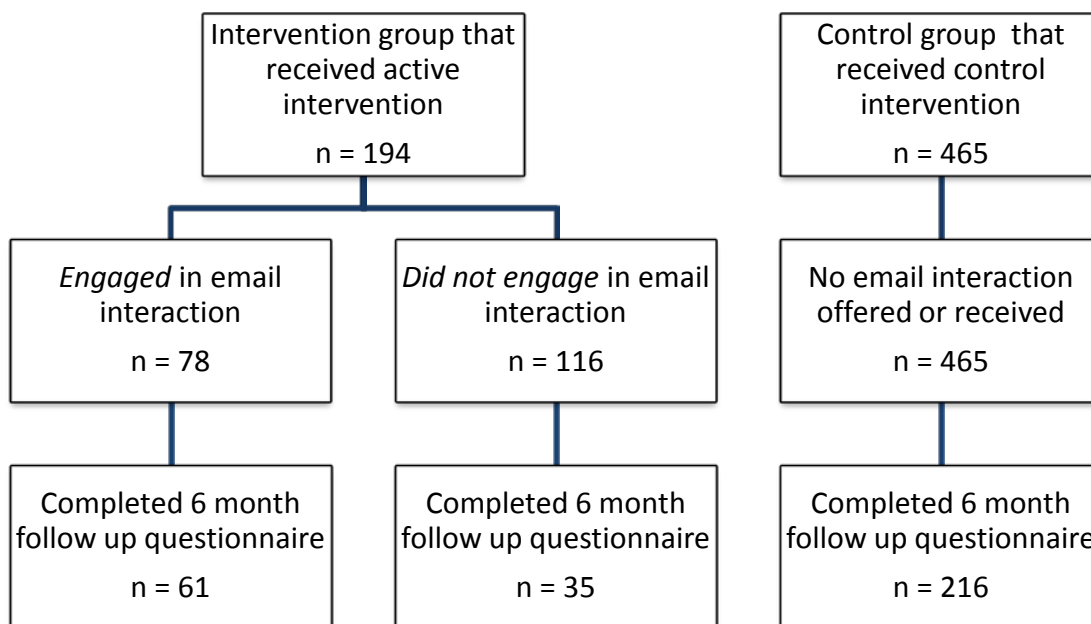 Intervention group that
received active
intervention
n = 194
Control group  that
received control
intervention
n = 465
Engaged in email
interaction
n = 78
Did not engage in email
interaction
n = 116
No email interaction
offered or received
n = 465
Completed 6 month
follow up questionnaire
n = 61
Completed 6 month
follow up questionnaire
n = 35
Completed 6 month
follow up questionnaire
n = 216